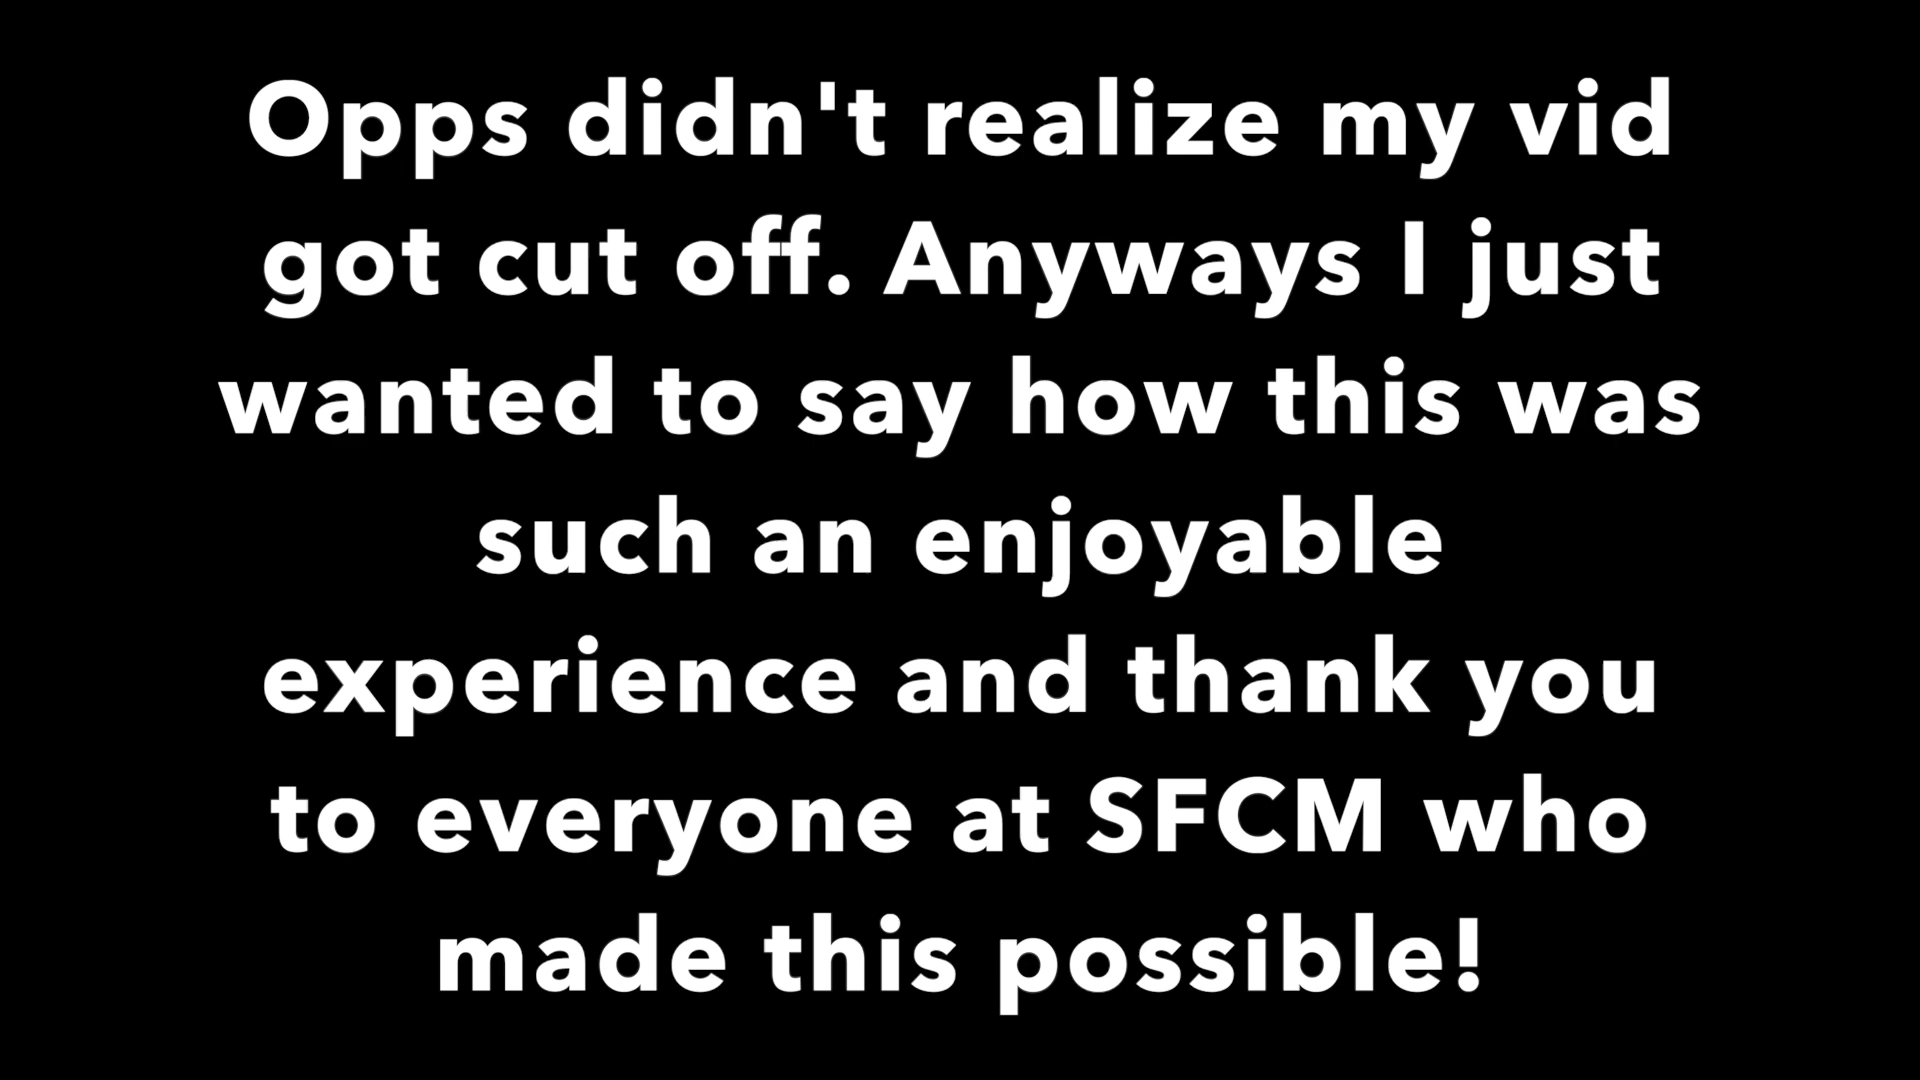 Opps didn't realize my vid
got cut off. Anyways I just
wanted to say how this was
such an enjoyable
experience and thank you
to everyone at SFCM who
made this possible!